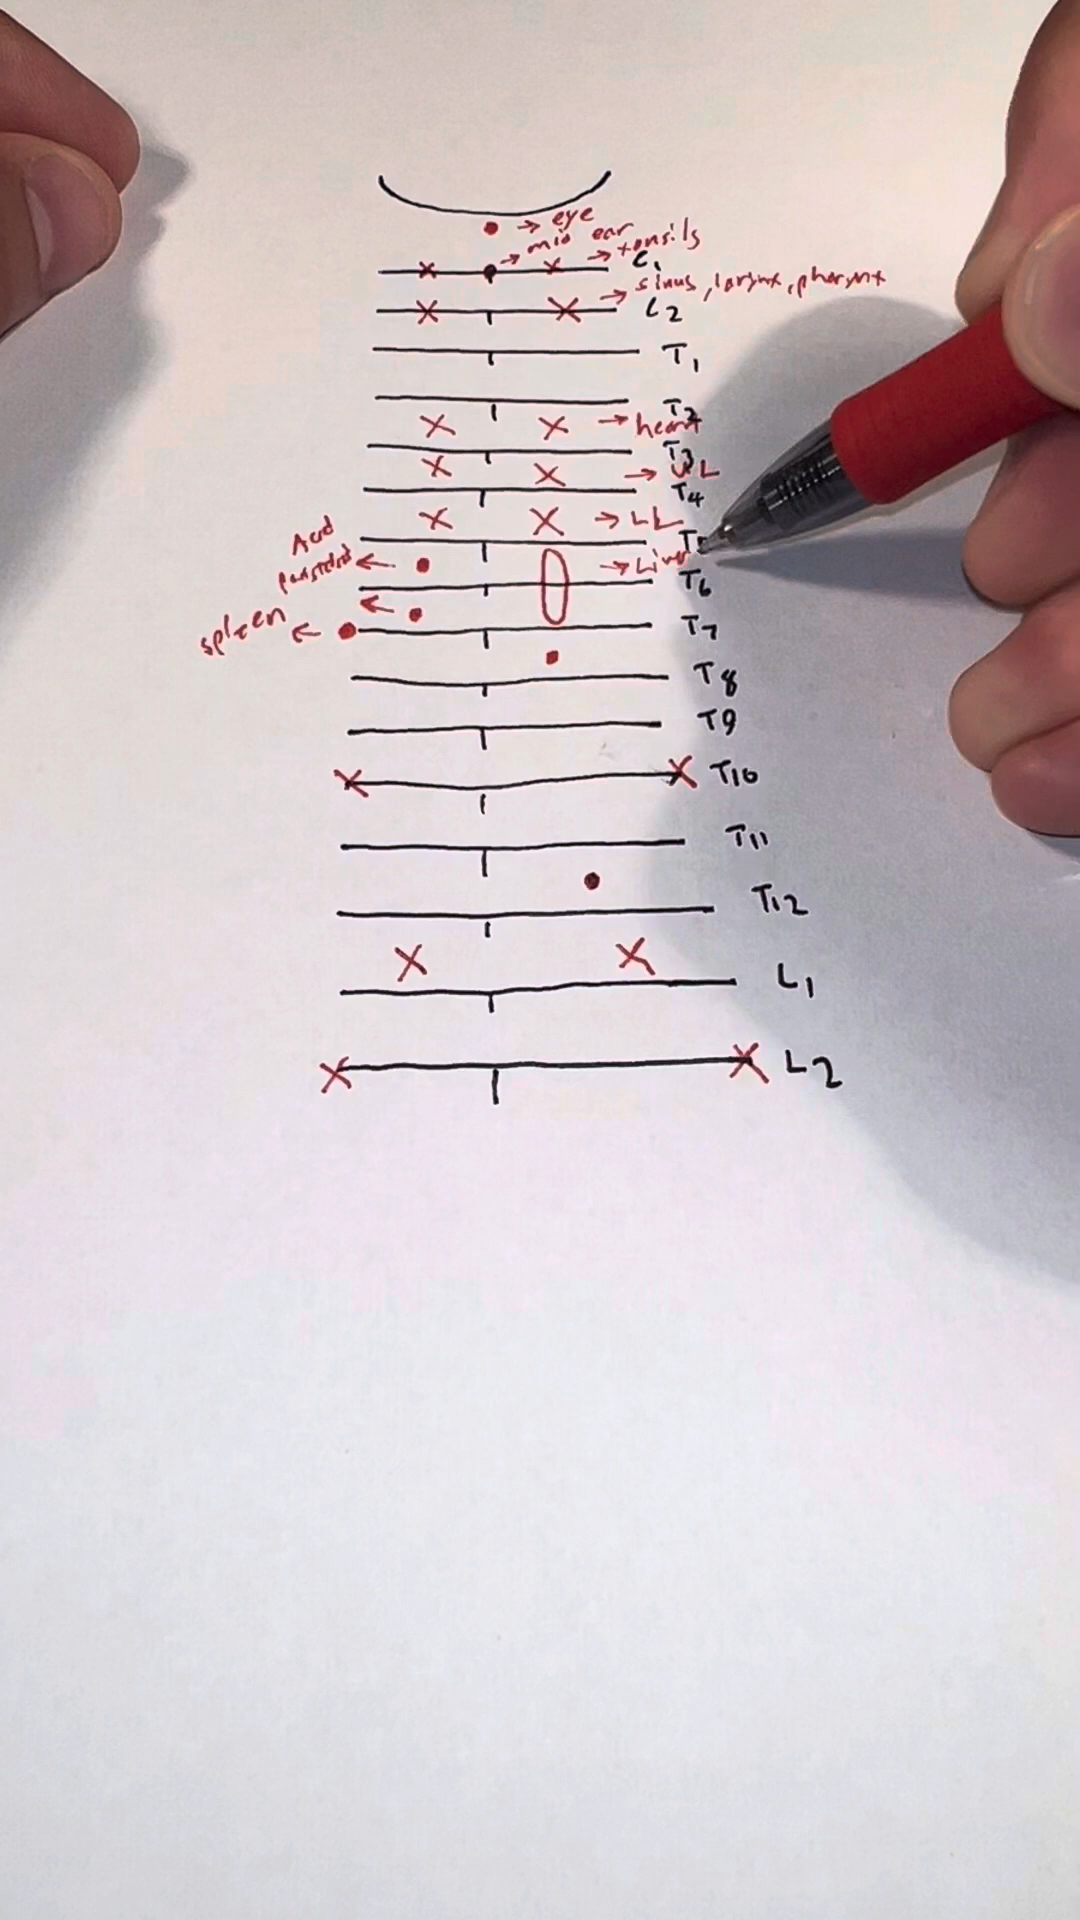 → eye
→ mid ear
→ tonsils
C1
→ sinus, larynx, pharynx
C2
T1
T2
→ heart
T3
→ UL
T4
→ LL
T5
Acid
← 
→ Liver
T6
←
spleen ←
T7
T8
T9
T10
T11
T12
L1
L2